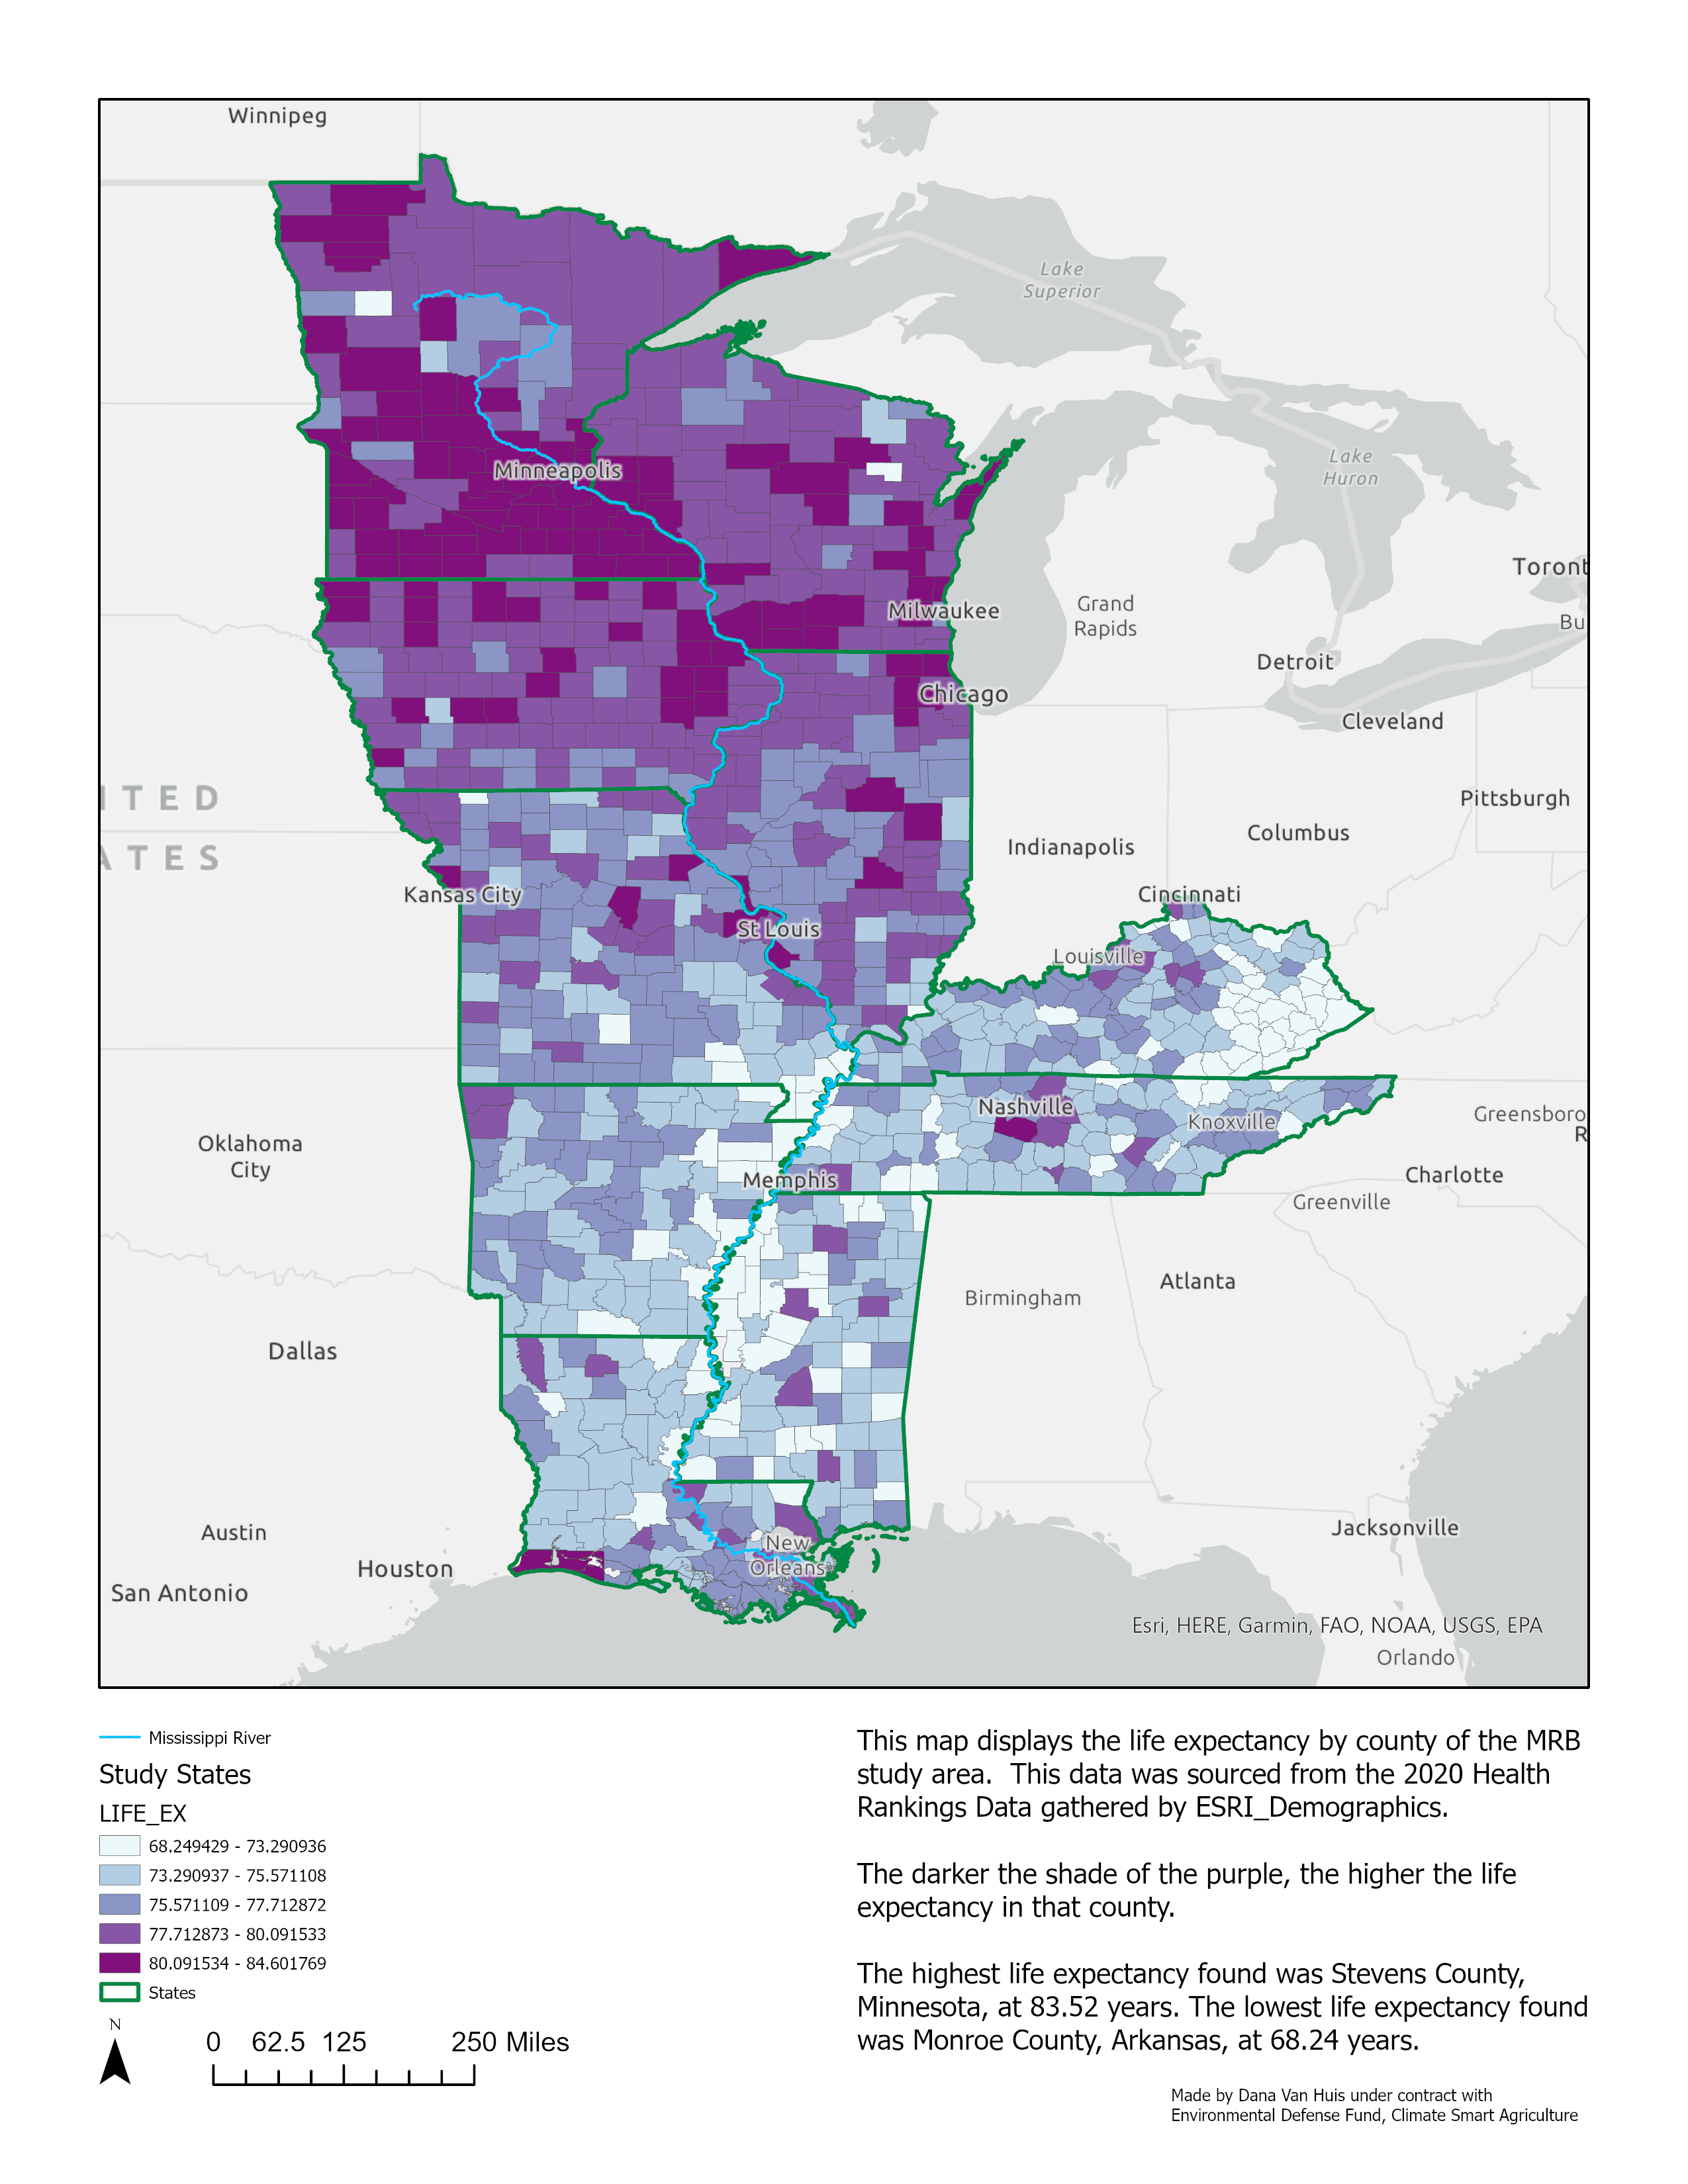 Winnipeg
Lake
Superior
Lake
Huron
Minneapolis
Toront
Milwaukee
Grand
Rapids
Bu
Detroit
Chicago
Cleveland
ITED
ATES
Pittsburgh
Columbus
Indianapolis
Kansas City
Cincinnati
St Louis
Louisville
Nashville
Knoxville
Greensboro
R
Oklahoma
City
Memphis
Charlotte
Greenville
Atlanta
Birmingham
Dallas
Austin
Jacksonville
New
Orleans
Houston
San Antonio
Esri, HERE, Garmin, FAO, NOAA, USGS, EPA
Orlando
Mississippi River
Study States
LIFE_EX
68.249429 - 73.290936
73.290937 - 75.571108
75.571109 - 77.712872
77.712873 - 80.091533
80.091534 - 84.601769
States
N
0 62.5 125 250 Miles
This map displays the life expectancy by county of the MRB
study area.  This data was sourced from the 2020 Health
Rankings Data gathered by ESRI_Demographics.
The darker the shade of the purple, the higher the life
expectancy in that county.
The highest life expectancy found was Stevens County,
Minnesota, at 83.52 years. The lowest life expectancy found
was Monroe County, Arkansas, at 68.24 years.
Made by Dana Van Huis under contract with
Environmental Defense Fund, Climate Smart Agriculture